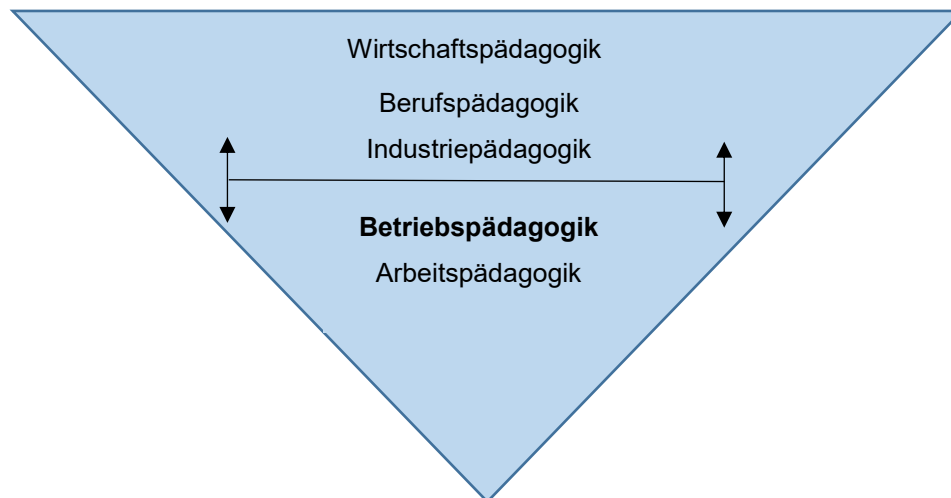 Wirtschaftspädagogik
Berufspädagogik
Industriepädagogik
Betriebspädagogik
Arbeitspädagogik